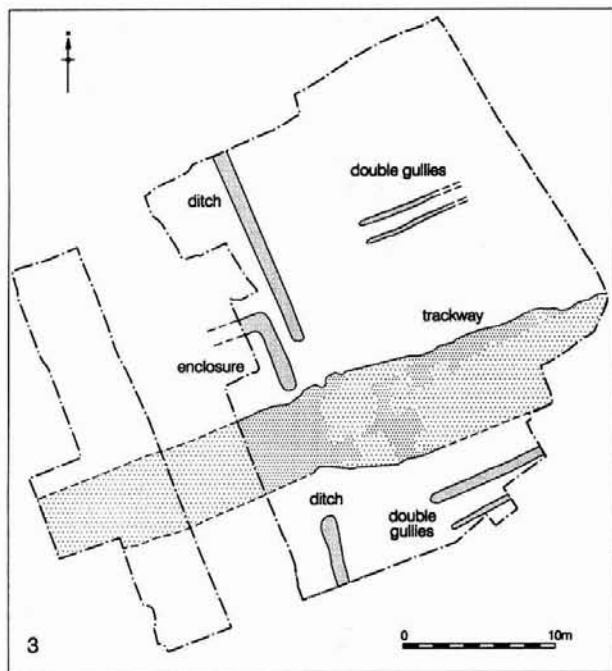 double gullies
ditch
trackway
enclosure
ditch
double
gullies
3
0 10m